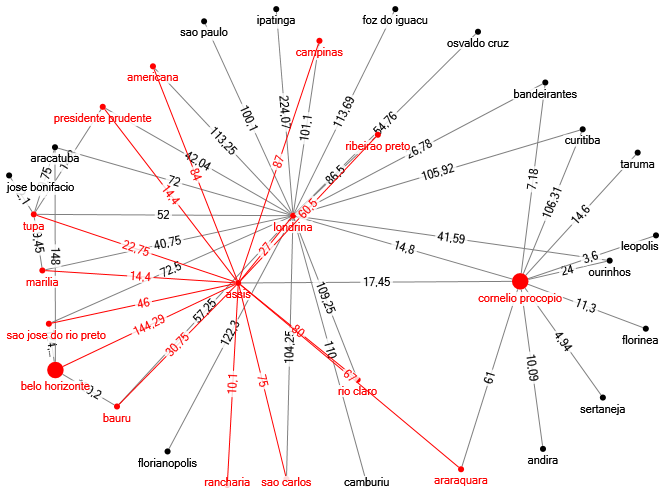 ipatinga
foz do iguacu
sao paulo
osvaldo cruz
campinas
americana
bandeirantes
presidente prudente
ribeirao preto
curitiba
aracatuba
taruma
jose bonifacio
tupa
londrina
leopolis
ourinhos
marilia
assis
cornelio procopio
sao jose do rio preto
florinea
belo horizonte
rio claro
bauru
sertaneja
florianopolis
andira
rancharia
sao carlos
camburiu
araraquara
100,1
224,07
101,1
113,69
54,76
113,25
26,78
42,04
84
87
14,4
86,5
105,92
7,18
106,31
14,6
72
75
52
60,5
41,59
14,8
3,6
24
22,75
40,75
27
17,45
14,4
72,5
148
46
144,29
57,25
30,75
122,3
104,25
109,25
110
80
67
11,3
4,94
10,09
61
10,1
75